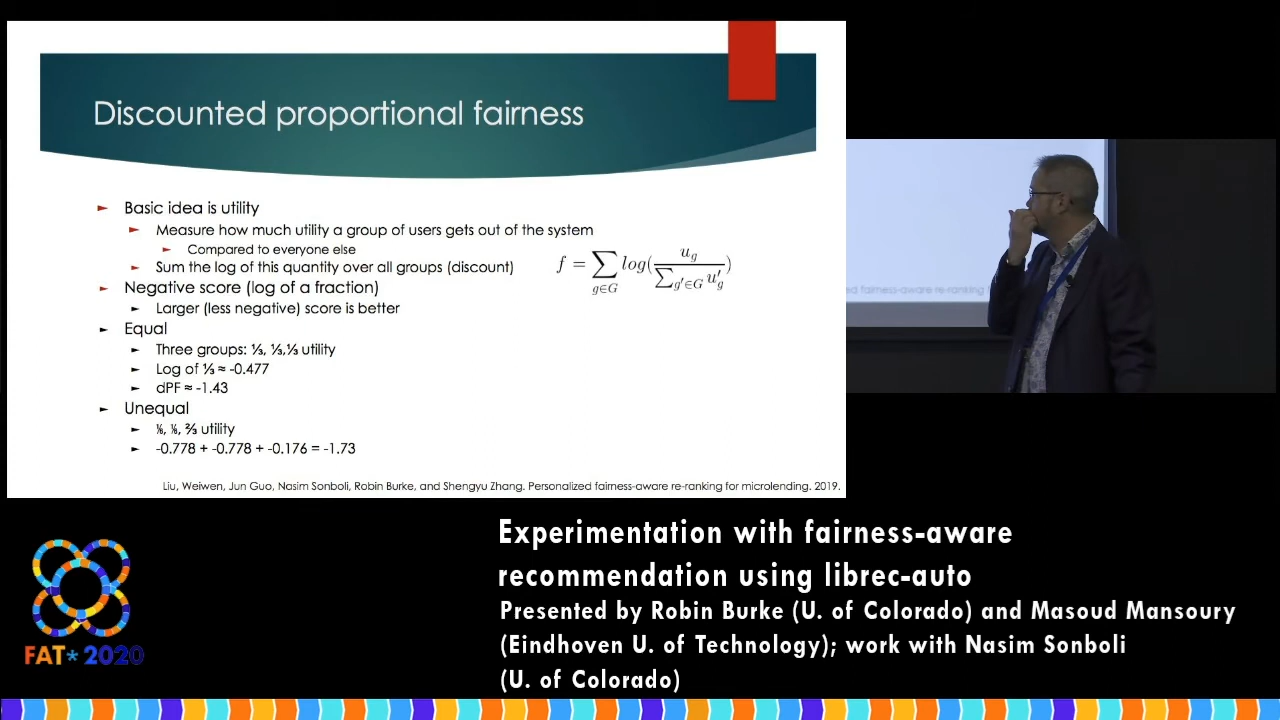 Discounted proportional fairness
► Basic idea is utility
► Measure how much utility a group of users gets out of the system
► Compared to everyone else
► Sum the log of this quantity over all groups (discount)
f = ∑_{g∈G} log(u_g / ∑_{g'∈G} u'_g)
► Negative score (log of a fraction)
► Larger (less negative) score is better
► Equal
► Three groups: ⅓, ⅓,⅓ utility
► Log of ⅓ ≈ -0.477
► dPF ≈ -1.43
► Unequal
► ⅙, ⅙, ⅔ utility
► -0.778 + -0.778 + -0.176 = -1.73
Liu, Weiwen, Jun Guo, Nasim Sonboli, Robin Burke, and Shengyu Zhang. Personalized fairness-aware re-ranking for microlending. 2019.
fairness-aware re-ranking
Experimentation with fairness-aware
recommendation using librec-auto
Presented by Robin Burke (U. of Colorado) and Masoud Mansoury
(Eindhoven U. of Technology); work with Nasim Sonboli
(U. of Colorado)
FAT* 2020